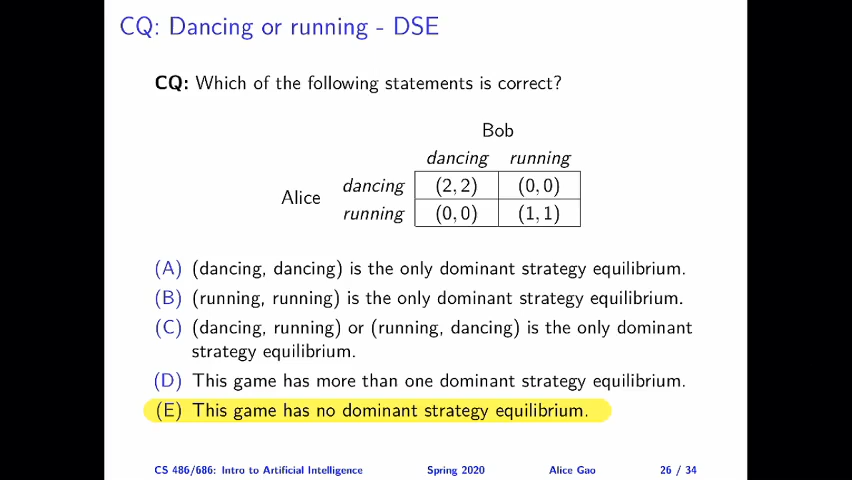 CQ: Dancing or running - DSE
CQ: Which of the following statements is correct?
Bob
dancing running
dancing (2, 2) (0, 0)
Alice
running (0, 0) (1, 1)
(A) (dancing, dancing) is the only dominant strategy equilibrium.
(B) (running, running) is the only dominant strategy equilibrium.
(C) (dancing, running) or (running, dancing) is the only dominant
strategy equilibrium.
(D) This game has more than one dominant strategy equilibrium.
(E) This game has no dominant strategy equilibrium.
CS 486/686: Intro to Artificial Intelligence Spring 2020 Alice Gao 26 / 34